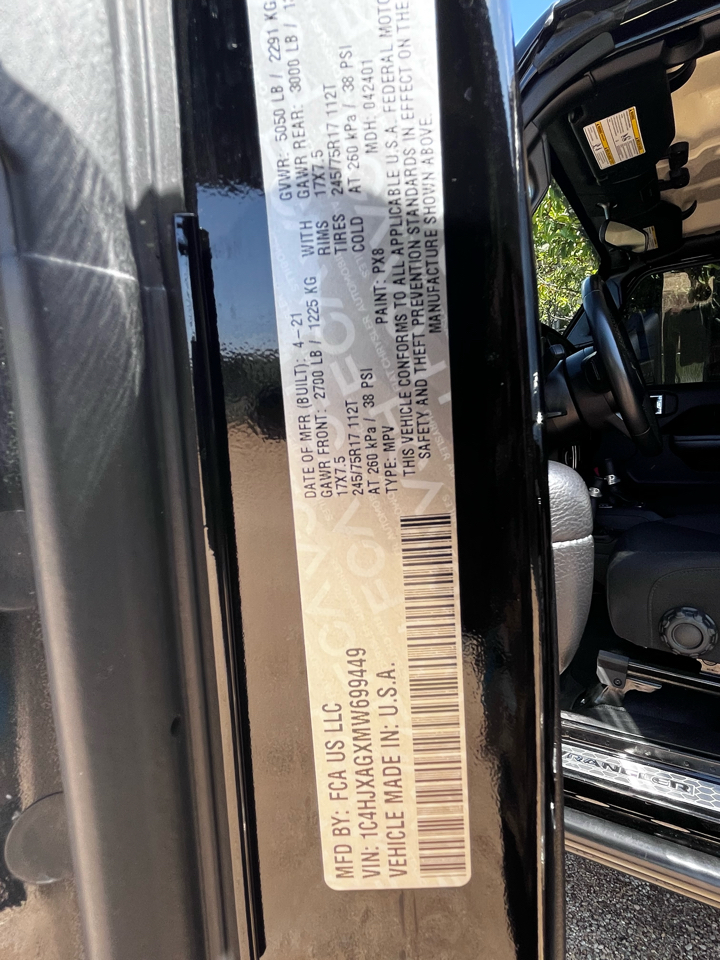 MFD BY: FCA US LLC
VIN: 1C4HJXAGXMW699449
VEHICLE MADE IN: U.S.A.
DATE OF MFR (BUILT): 4-21 GVWR: 5050 LB / 2291 KG
GAWR FRONT: 2700 LB / 1225 KG WITH GAWR REAR: 3000 LB /
17X7.5 RIMS 17X7.5
245/75R17 112T TIRES 245/75R17 112T
AT 260 kPa / 38 PSI COLD AT 260 kPa / 38 PSI
TYPE: MPV PAINT: PX8 MDH: 042401
THIS VEHICLE CONFORMS TO ALL APPLICABLE U.S.A. FEDERAL
SAFETY AND THEFT PREVENTION STANDARDS IN EFFECT ON THE
MANUFACTURE SHOWN ABOVE.
WRANGLER